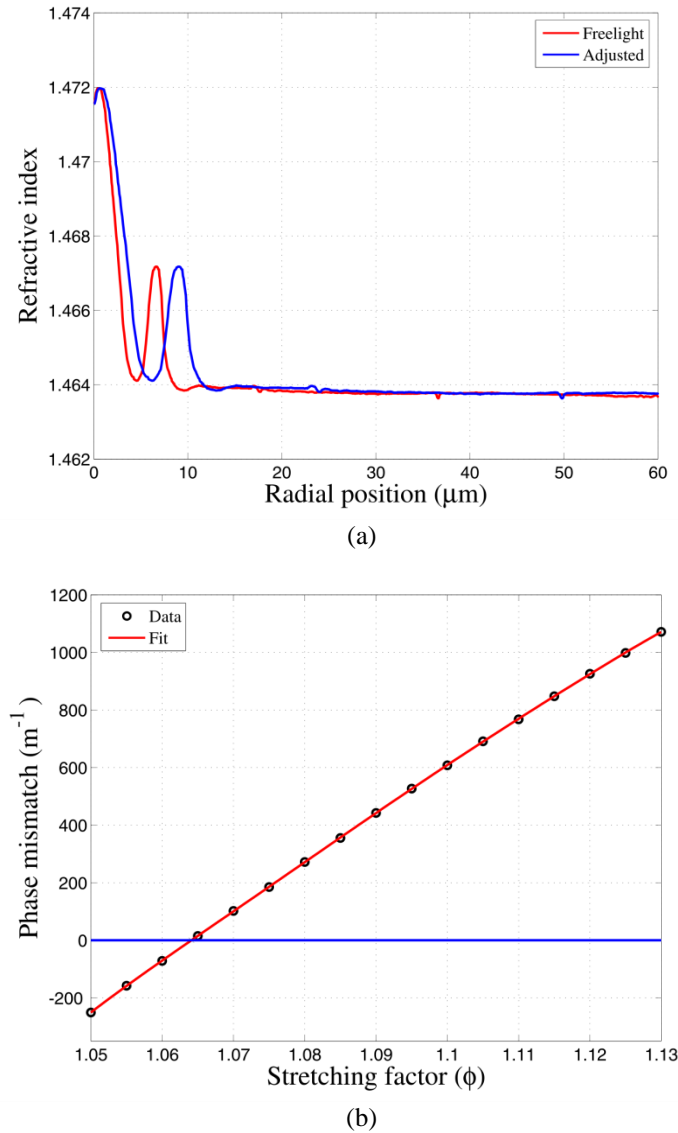 1.474
Freelight
Adjusted
1.472
1.47
1.468
1.466
1.464
1.462
Refractive index
0 10 20 30 40 50 60
Radial position (μm)
(a)
1200
Data
Fit
1000
800
600
400
200
0
-200
Phase mismatch (m⁻¹)
1.05 1.06 1.07 1.08 1.09 1.1 1.11 1.12 1.13
Stretching factor (ϕ)
(b)